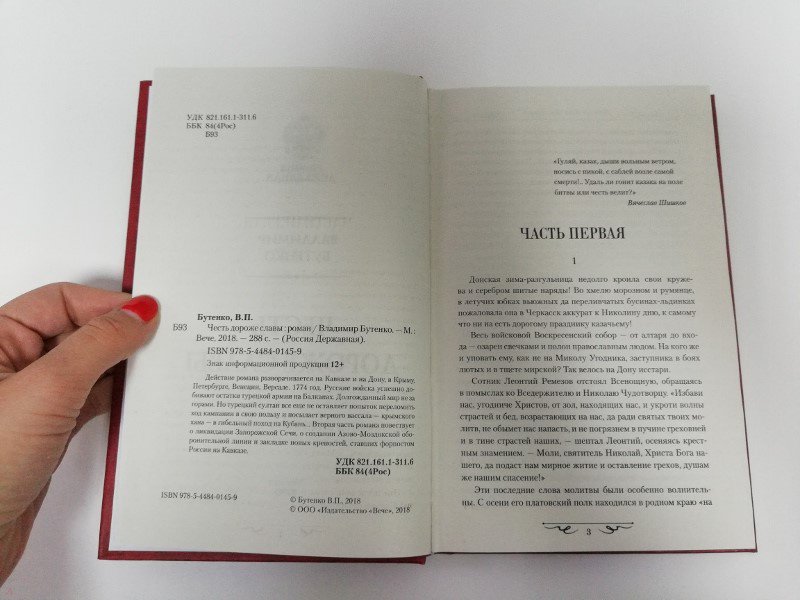 УДК 821.161.1-311.6
ББК 84(4Рос)
Б93
Бутенко, В.П.
Б93 Честь дороже славы : роман / Владимир Бутенко. — М. :
Вече, 2018. — 288 с. — (Россия Державная).
ISBN 978-5-4484-0145-9
Знак информационной продукции 12+
Действие романа разворачивается на Кавказе и на Дону, в Крыму,
Петербурге, Венеции, Версале. 1774 год. Русские войска успешно до-
бивают остатки турецкой армии на Балканах. Долгожданный мир не за
горами. Но турецкий султан все еще не оставляет попыток переломить
ход кампании в свою пользу и посылает верного вассала — крымского
хана — в гибельный поход на Кубань... Вторая часть романа повествует
о ликвидации Запорожской Сечи, о создании Азово-Моздокской обо-
ронительной линии и закладке новых крепостей, ставших форпостом
России на Кавказе.
УДК 821.161.1-311.6
ББК 84(4Рос)
ISBN 978-5-4484-0145-9
© Бутенко В.П., 2018
© ООО «Издательство «Вече», 2018
«Гуляй, казак, дыши вольным ветром,
носись с пикой, с саблей возле самой
смерти!.. Удаль ли гонит казака на поле
битвы или честь велит?»
Вячеслав Шишков
ЧАСТЬ ПЕРВАЯ
1
Донская зима-разгульница недолго кроила свои круже-
ва и серебром шитые наряды! Во хмелю морозном и румянце,
в летучих юбках вьюжных да переливчатых бусинах-льдинках
пожаловала она в Черкасск аккурат к Николину дню, к самому
что ни на есть дорогому празднику казачьему!
Весь войсковой Воскресенский собор — от алтаря до вхо-
да — озарен свечками и полон православным людом. На кого же
и уповать ему, как не на Миколу Угодника, заступника в боях
лютых и в тщете мирской? Так велось на Дону исстари.
Сотник Леонтий Ремезов отстоял Всенощную, обращаясь
в помыслах ко Вседержителю и Николаю Чудотворцу. «Избави
нас, угодниче Христов, от зол, находящих на нас, и укроти волны
страстей и бед, возстающих на нас, да ради святых твоих мо-
литв, не обымет нас напасть, и не погрязнем в пучине греховней
и в тине страстей наших, — шептал Леонтий, осеняясь крест-
ным знамением. — Моли, святитель Николай, Христа Бога на-
шего, да подаст нам мирное житие и оставление грехов, душам
же нашим спасение!»
Эти последние слова молитвы были особенно волнитель-
ны. С осени его платовский полк находился в родном краю «на
3